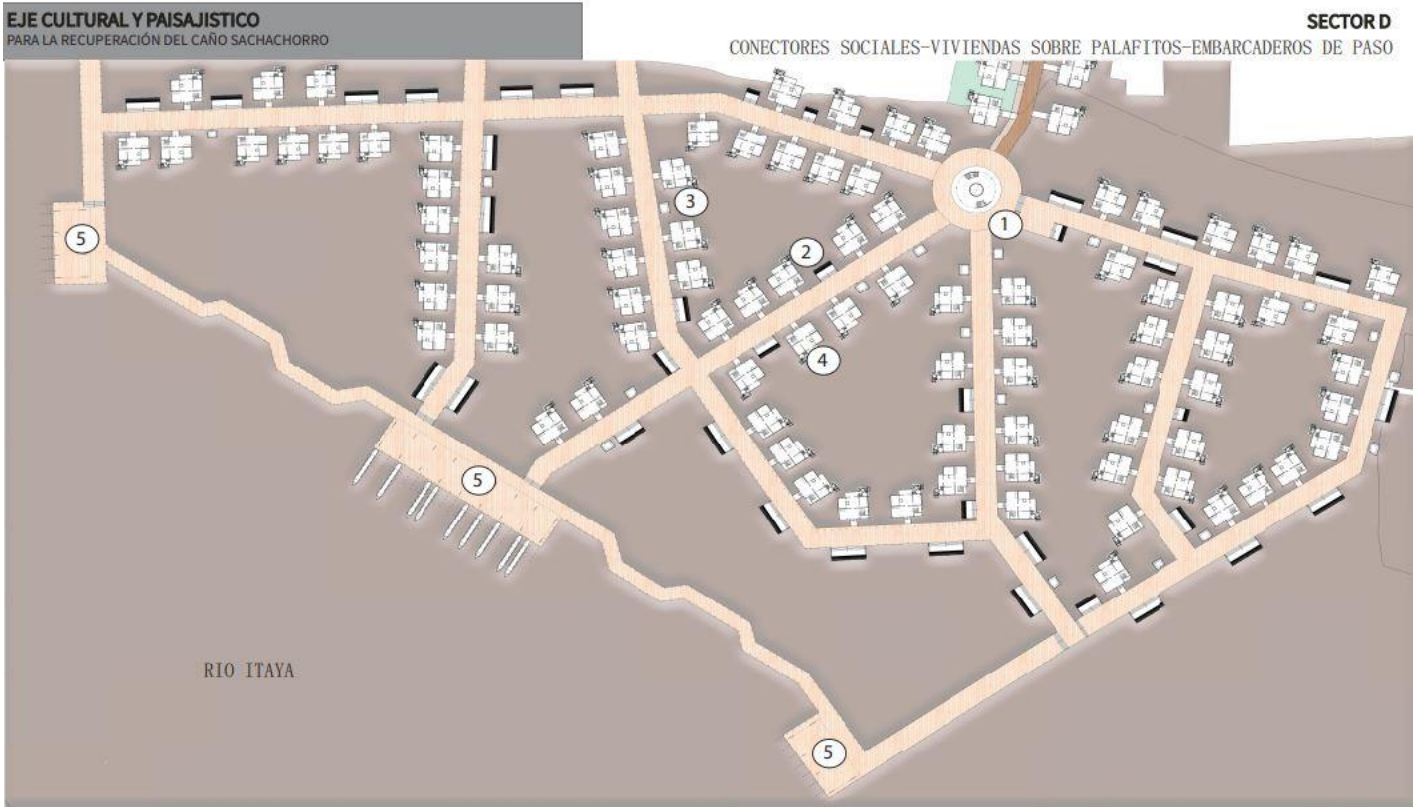 EJE CULTURAL Y PAISAJISTICO
PARA LA RECUPERACIÓN DEL CAÑO SACHACHORRO
SECTOR D
CONECTORES SOCIALES-VIVIENDAS SOBRE PALAFITOS-EMBARCADEROS DE PASO
3
1
5
2
4
5
RIO ITAYA
5